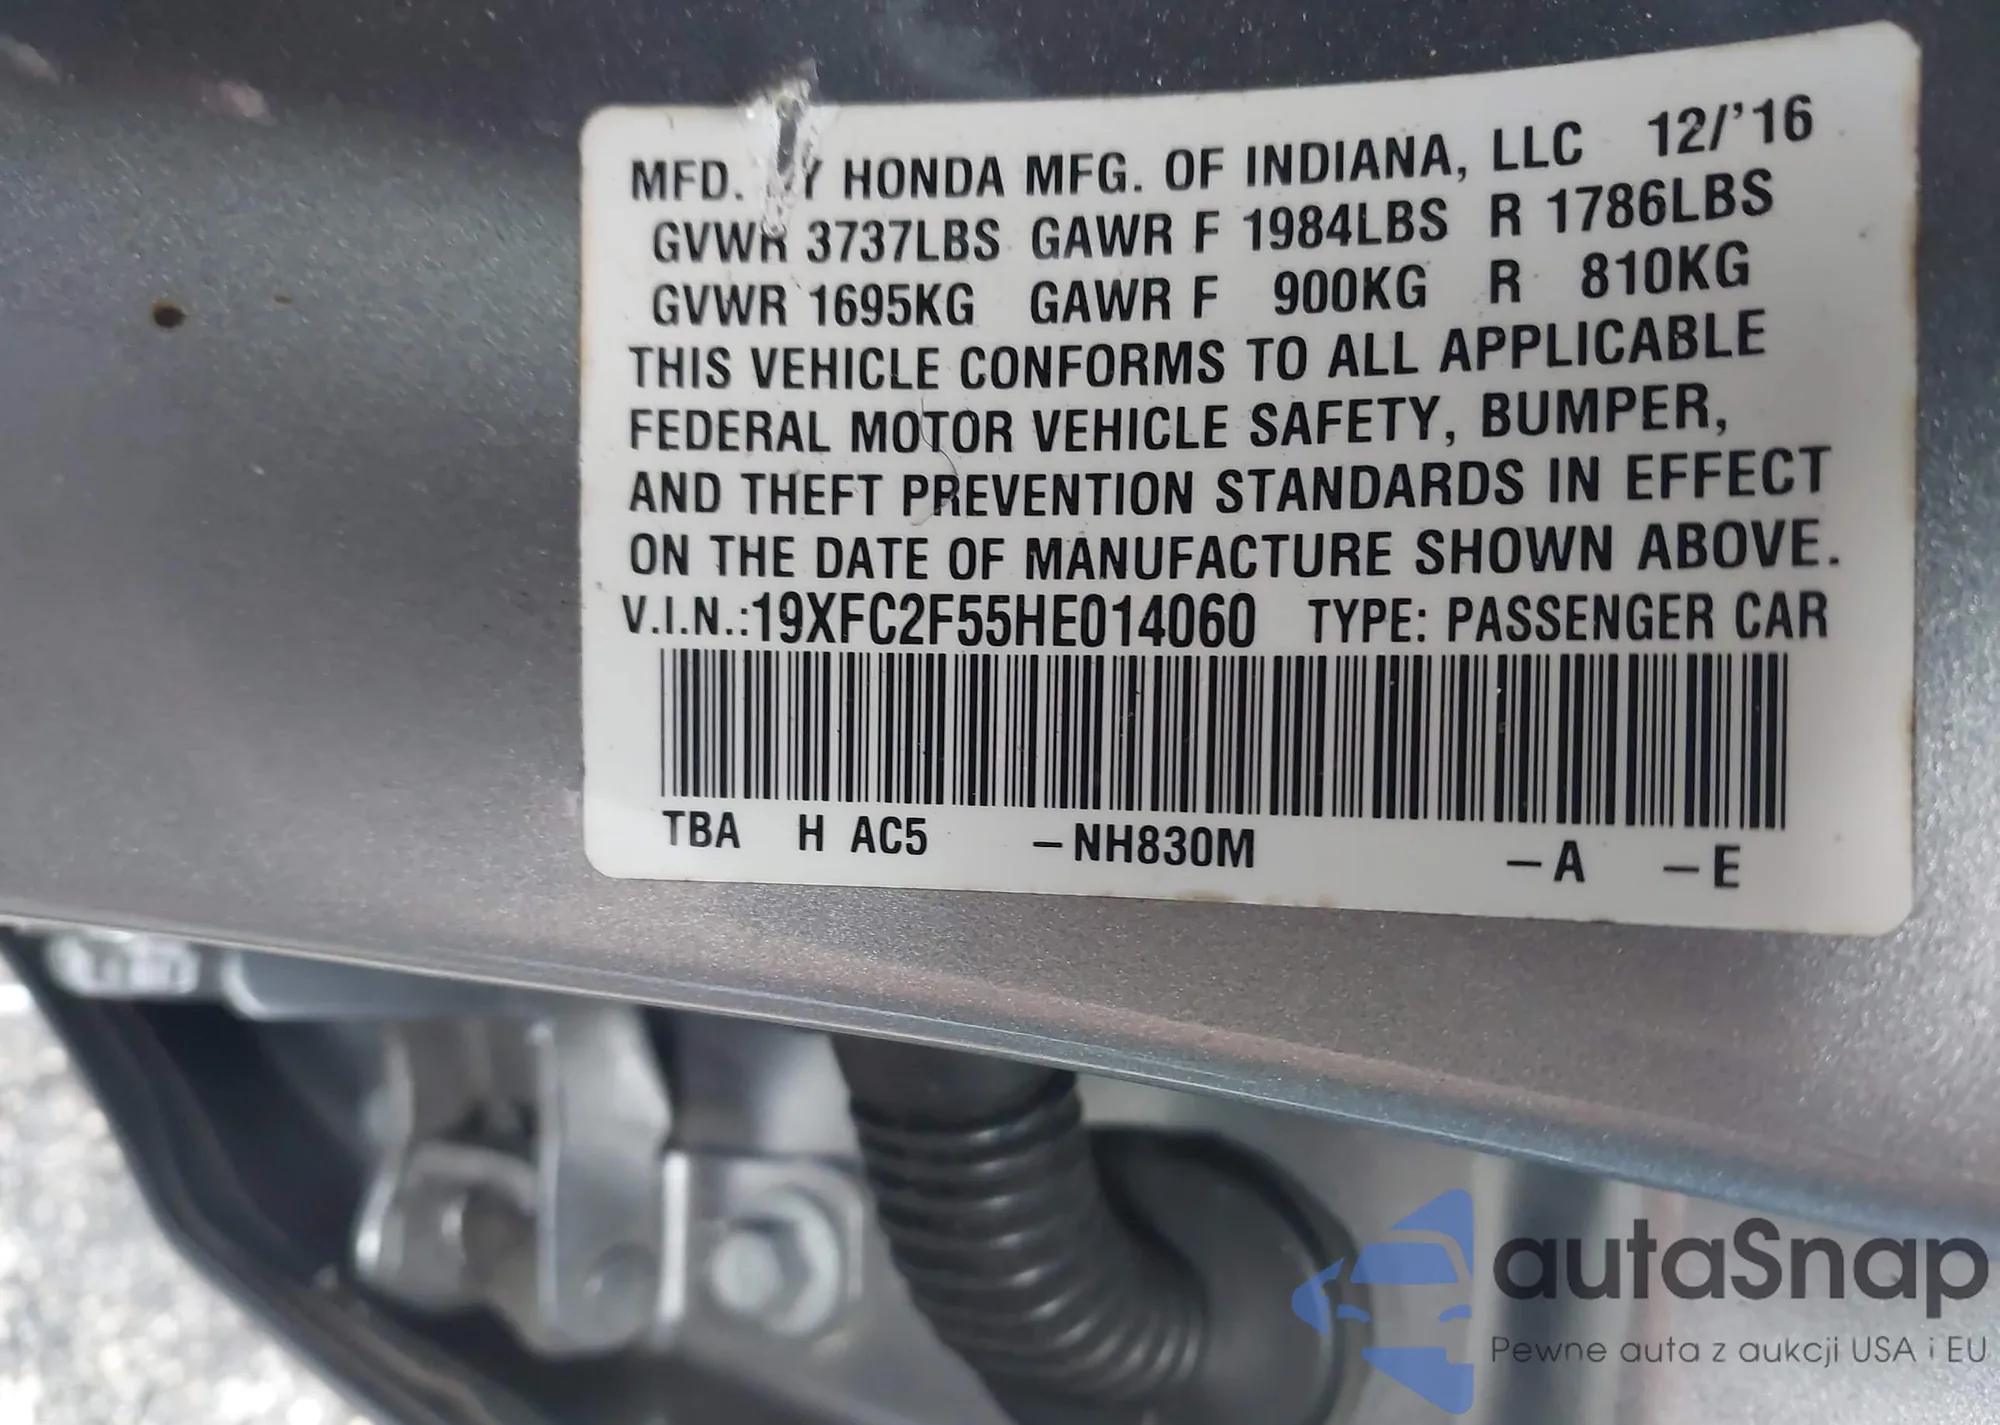 MFD. BY HONDA MFG. OF INDIANA, LLC 12/'16
GVWR 3737LBS GAWR F 1984LBS R 1786LBS
GVWR 1695KG GAWR F 900KG R 810KG
THIS VEHICLE CONFORMS TO ALL APPLICABLE
FEDERAL MOTOR VEHICLE SAFETY, BUMPER,
AND THEFT PREVENTION STANDARDS IN EFFECT
ON THE DATE OF MANUFACTURE SHOWN ABOVE.
V.I.N.:19XFC2F55HE014060 TYPE: PASSENGER CAR
TBA H AC5 –NH830M –A –E
autaSnap
Pewne auta z aukcji USA i EU